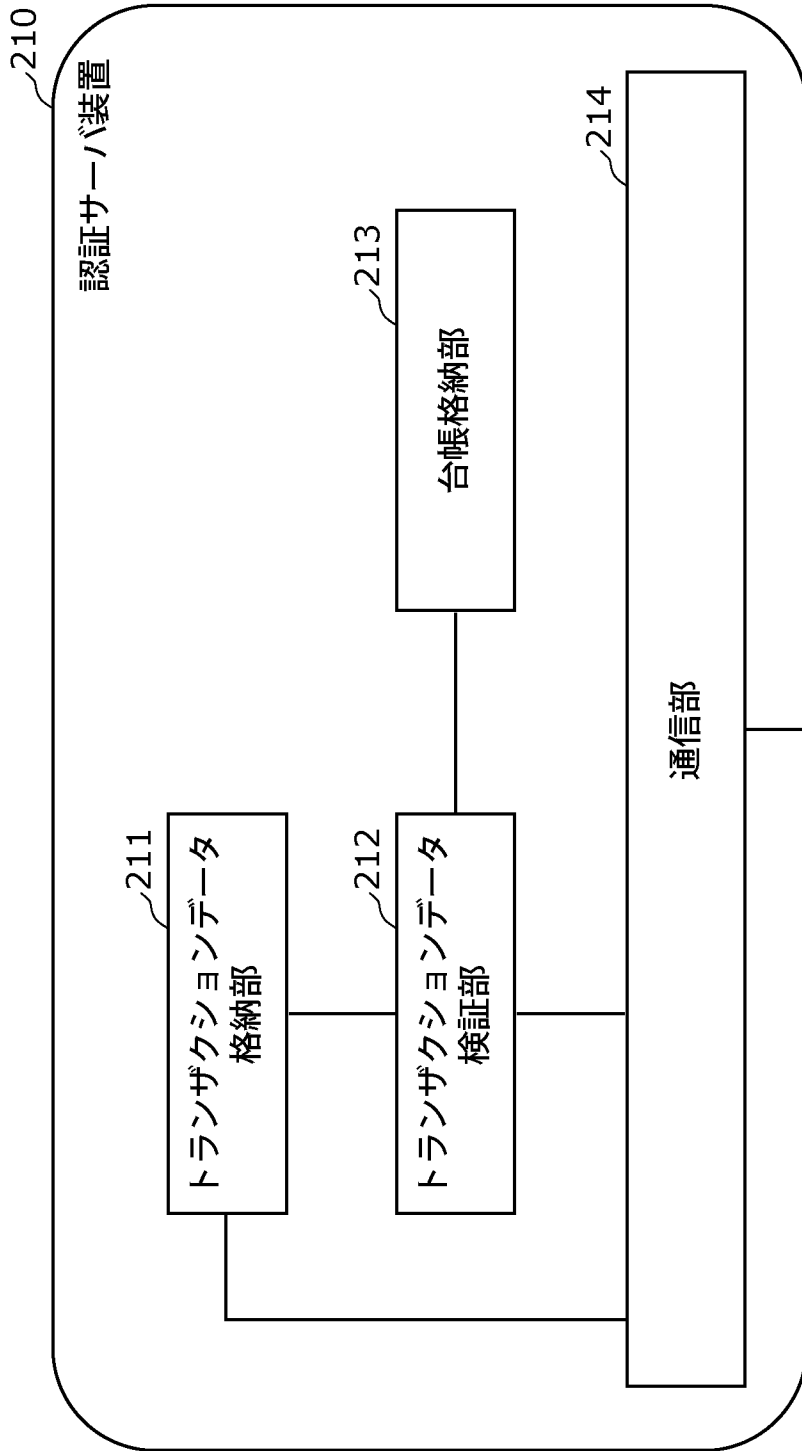 210
認証サーバ装置
211
トランザクションデータ
格納部
212
トランザクションデータ
検証部
213
台帳格納部
214
通信部